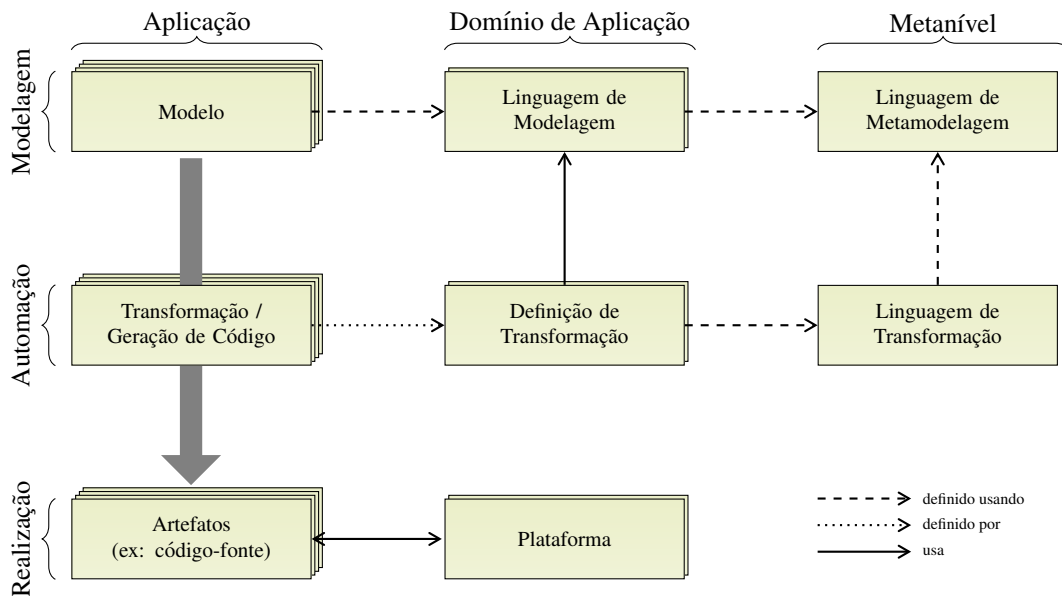 Aplicação
Domínio de Aplicação
Metanível
Modelagem
Modelo
Linguagem de
Modelagem
Linguagem de
Metamodelagem
Automação
Transformação /
Geração de Código
Definição de
Transformação
Linguagem de
Transformação
Realização
Artefatos
(ex: código-fonte)
Plataforma
definido usando
definido por
usa